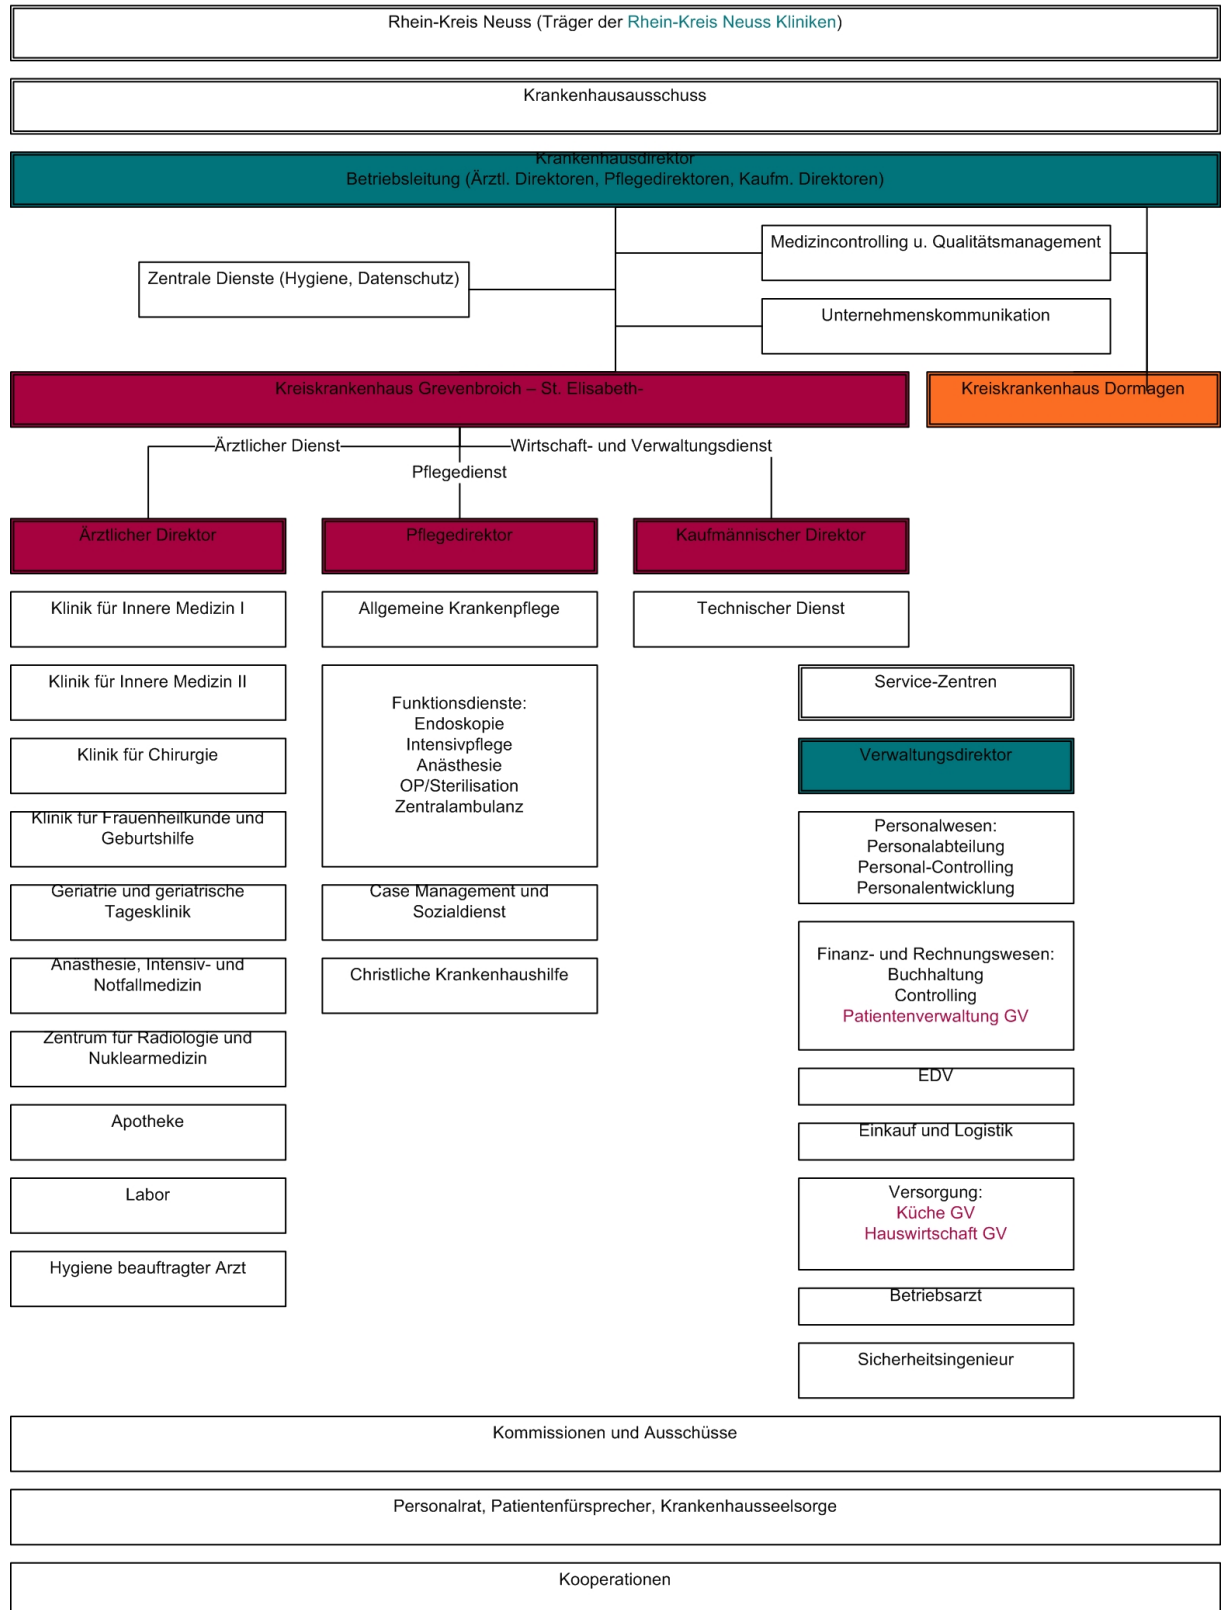 Rhein-Kreis Neuss (Träger der Rhein-Kreis Neuss Kliniken)
Krankenhausausschuss
Krankenhausdirektor
Betriebsleitung (Ärztl. Direktoren, Pflegedirektoren, Kaufm. Direktoren)
Medizincontrolling u. Qualitätsmanagement
Zentrale Dienste (Hygiene, Datenschutz)
Unternehmenskommunikation
Kreiskrankenhaus Grevenbroich – St. Elisabeth-
Kreiskrankenhaus Dormagen
Ärztlicher Dienst
Wirtschaft- und Verwaltungsdienst
Pflegedienst
Ärztlicher Direktor
Klinik für Innere Medizin I
Klinik für Innere Medizin II
Klinik für Chirurgie
Klinik für Frauenheilkunde und
Geburtshilfe
Geriatrie und geriatrische
Tagesklinik
Anästhesie, Intensiv- und
Notfallmedizin
Zentrum für Radiologie und
Nuklearmedizin
Apotheke
Labor
Hygiene beauftragter Arzt
Pflegedirektor
Allgemeine Krankenpflege
Funktionsdienste:
Endoskopie
Intensivpflege
Anästhesie
OP/Sterilisation
Zentralambulanz
Case Management und
Sozialdienst
Christliche Krankenhaushilfe
Kaufmännischer Direktor
Technischer Dienst
Service-Zentren
Verwaltungsdirektor
Personalwesen:
Personalabteilung
Personal-Controlling
Personalentwicklung
Finanz- und Rechnungswesen:
Buchhaltung
Controlling
Patientenverwaltung GV
EDV
Einkauf und Logistik
Versorgung:
Küche GV
Hauswirtschaft GV
Betriebsarzt
Sicherheitsingenieur
Kommissionen und Ausschüsse
Personalrat, Patientenfürsprecher, Krankenhausseelsorge
Kooperationen